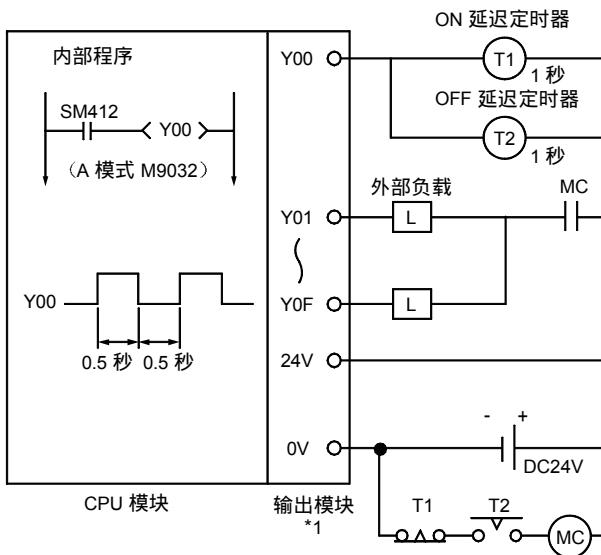 ON 延迟定时器
内部程序
Y00
T1
1 秒
SM412
OFF 延迟定时器
Y00
T2
1 秒
（A 模式 M9032）
外部负载
MC
Y01
L
Y00
Y0F
L
0.5 秒
0.5 秒
24V
- +
0V
DC24V
CPU 模块
输出模块
*1
T1
T2
MC